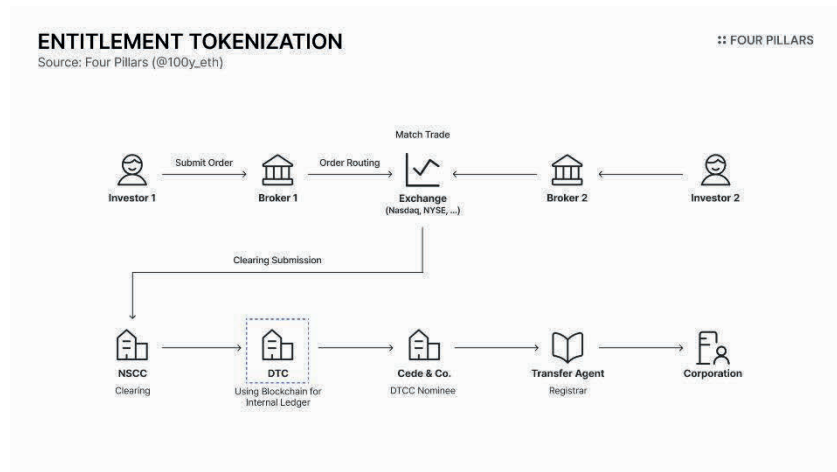 ENTITLEMENT TOKENIZATION
Source: Four Pillars (@100y_eth)
FOUR PILLARS
Match Trade
Submit Order
Order Routing
Investor 1
Broker 1
Exchange
(Nasdaq, NYSE, ...)
Broker 2
Investor 2
Clearing Submission
NSCC
Clearing
DTC
Using Blockchain for
Internal Ledger
Cede & Co.
DTCC Nominee
Transfer Agent
Registrar
Corporation